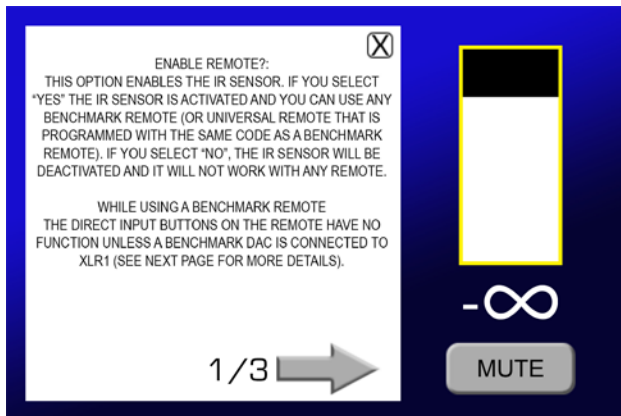 X
ENABLE REMOTE?:
THIS OPTION ENABLES THE IR SENSOR. IF YOU SELECT
“YES” THE IR SENSOR IS ACTIVATED AND YOU CAN USE ANY
BENCHMARK REMOTE (OR UNIVERSAL REMOTE THAT IS
PROGRAMMED WITH THE SAME CODE AS A BENCHMARK
REMOTE). IF YOU SELECT “NO”, THE IR SENSOR WILL BE
DEACTIVATED AND IT WILL NOT WORK WITH ANY REMOTE.
WHILE USING A BENCHMARK REMOTE
THE DIRECT INPUT BUTTONS ON THE REMOTE HAVE NO
FUNCTION UNLESS A BENCHMARK DAC IS CONNECTED TO
XLR1 (SEE NEXT PAGE FOR MORE DETAILS).
1/3
-∞
MUTE